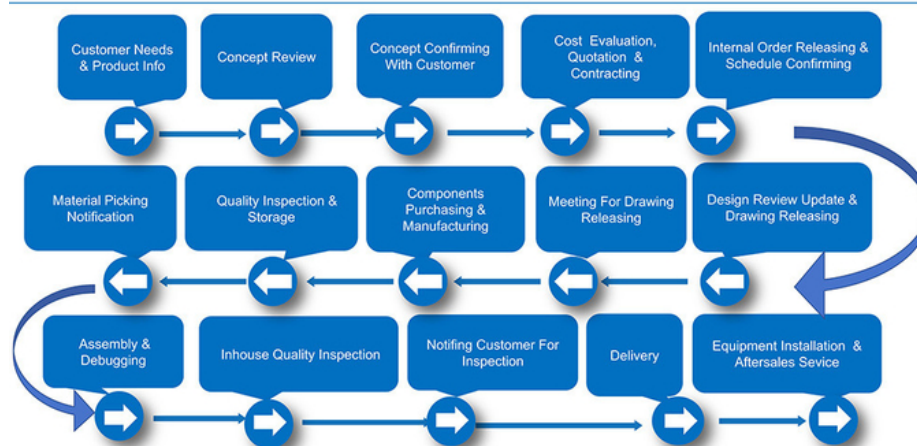 Customer Needs
& Product Info
Concept Review
Concept Confirming
With Customer
Cost Evaluation,
Quotation &
Contracting
Internal Order Releasing &
Schedule Confirming
Material Picking
Notification
Quality Inspection &
Storage
Components
Purchasing &
Manufacturing
Meeting For Drawing
Releasing
Design Review Update &
Drawing Releasing
Assembly &
Debugging
Inhouse Quality Inspection
Notifing Customer For
Inspection
Delivery
Equipment Installation &
Aftersales Sevice